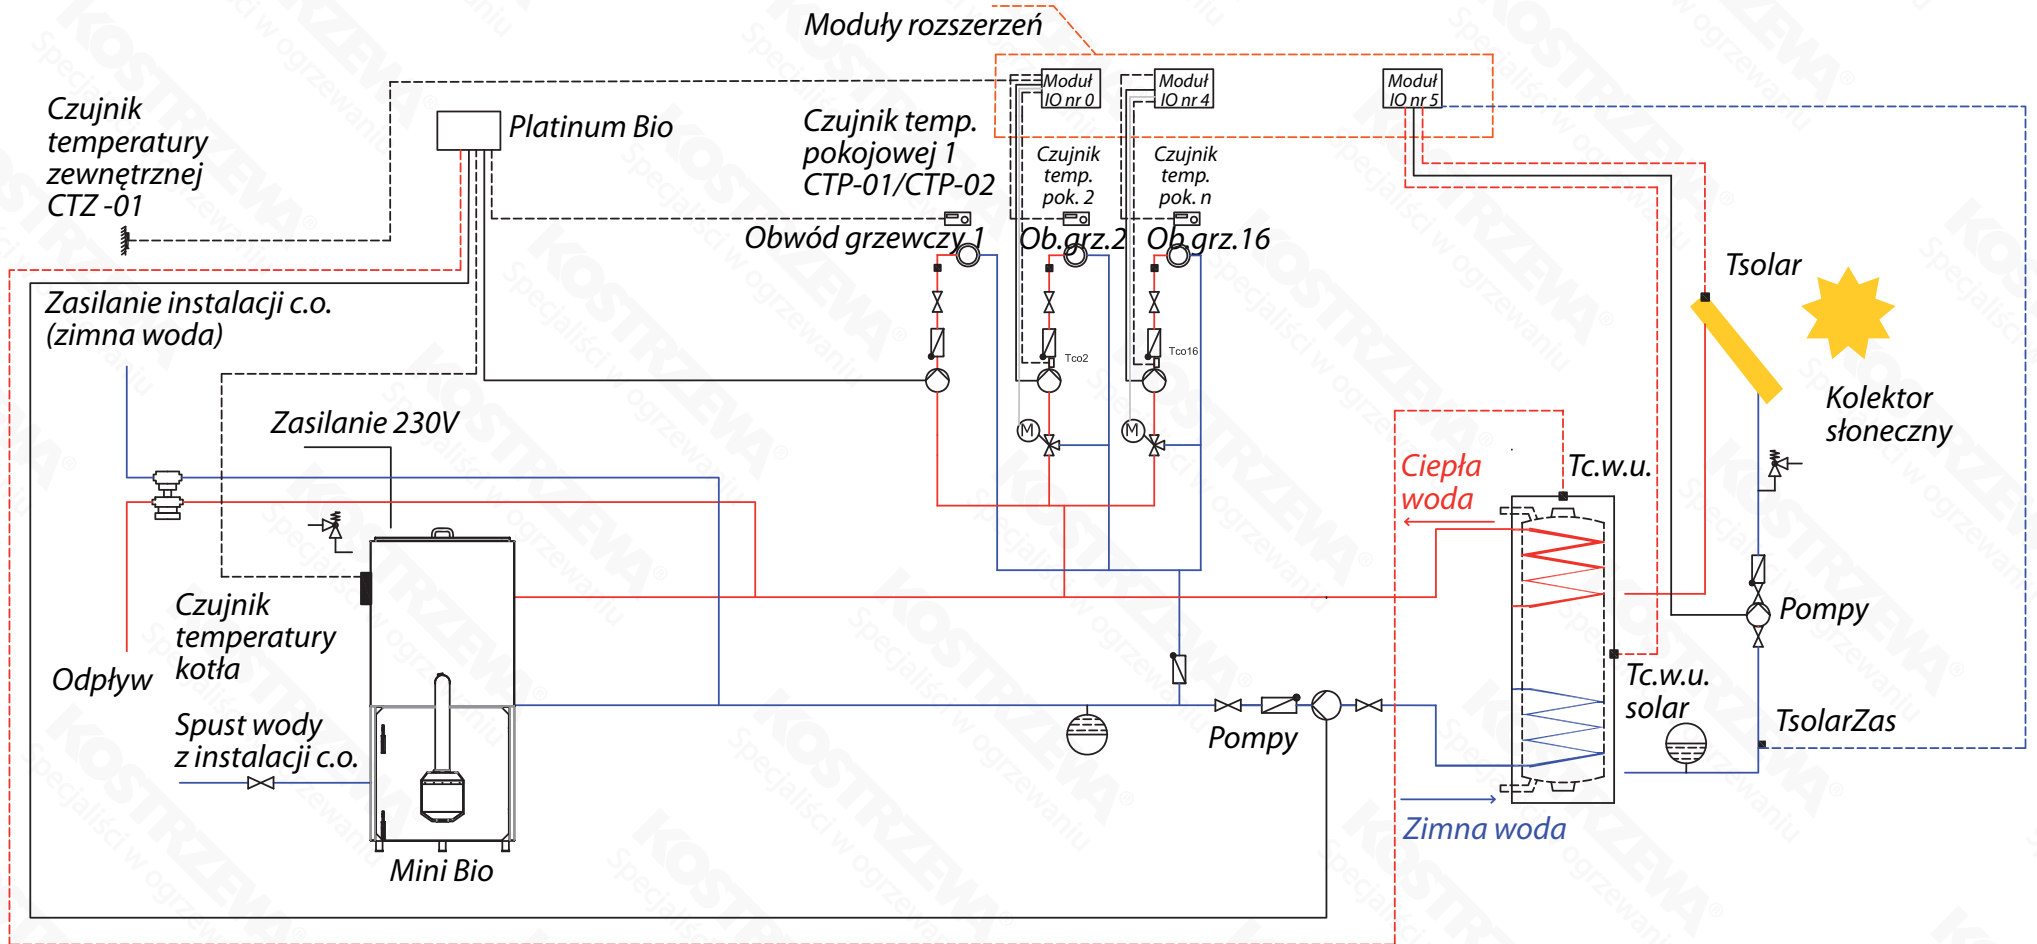 Moduły rozszerzeń
Moduł
IO nr 0
Moduł
IO nr 4
Moduł
IO nr 5
Czujnik
temperatury
zewnętrznej
CTZ -01
Platinum Bio
Czujnik temp.
pokojowej 1
CTP-01/CTP-02
Czujnik
temp.
pok. 2
Czujnik
temp.
pok. n
Obwód grzewczy 1
Ob.grz.2
Ob.grz.16
Tsolar
Zasilanie instalacji c.o.
(zimna woda)
Tco2
Tco16
Kolektor
słoneczny
Zasilanie 230V
M
M
Ciepła
woda
Tc.w.u.
Czujnik
temperatury
kotła
Odpływ
Pompy
Tc.w.u.
solar
TsolarZas
Spust wody
z instalacji c.o.
Pompy
Zimna woda
Mini Bio
KOSTRZEWA®
Specjaliści w ogrzewaniu